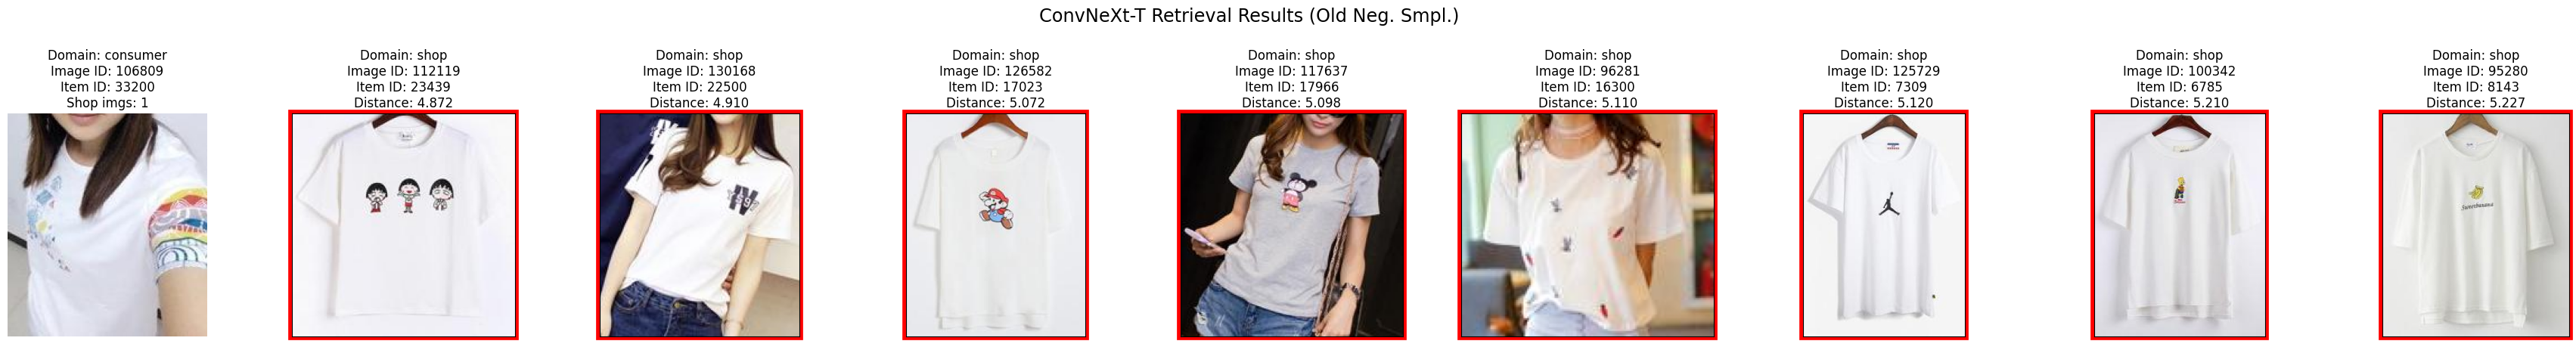 ConvNeXt-T Retrieval Results (Old Neg. Smpl.)
Domain: consumer
Image ID: 106809
Item ID: 33200
Shop imgs: 1
Domain: shop
Image ID: 112119
Item ID: 23439
Distance: 4.872
Domain: shop
Image ID: 130168
Item ID: 22500
Distance: 4.910
Domain: shop
Image ID: 126582
Item ID: 17023
Distance: 5.072
Domain: shop
Image ID: 117637
Item ID: 17966
Distance: 5.098
Domain: shop
Image ID: 96281
Item ID: 16300
Distance: 5.110
Domain: shop
Image ID: 125729
Item ID: 7309
Distance: 5.120
Domain: shop
Image ID: 100342
Item ID: 6785
Distance: 5.210
Domain: shop
Image ID: 95280
Item ID: 8143
Distance: 5.227